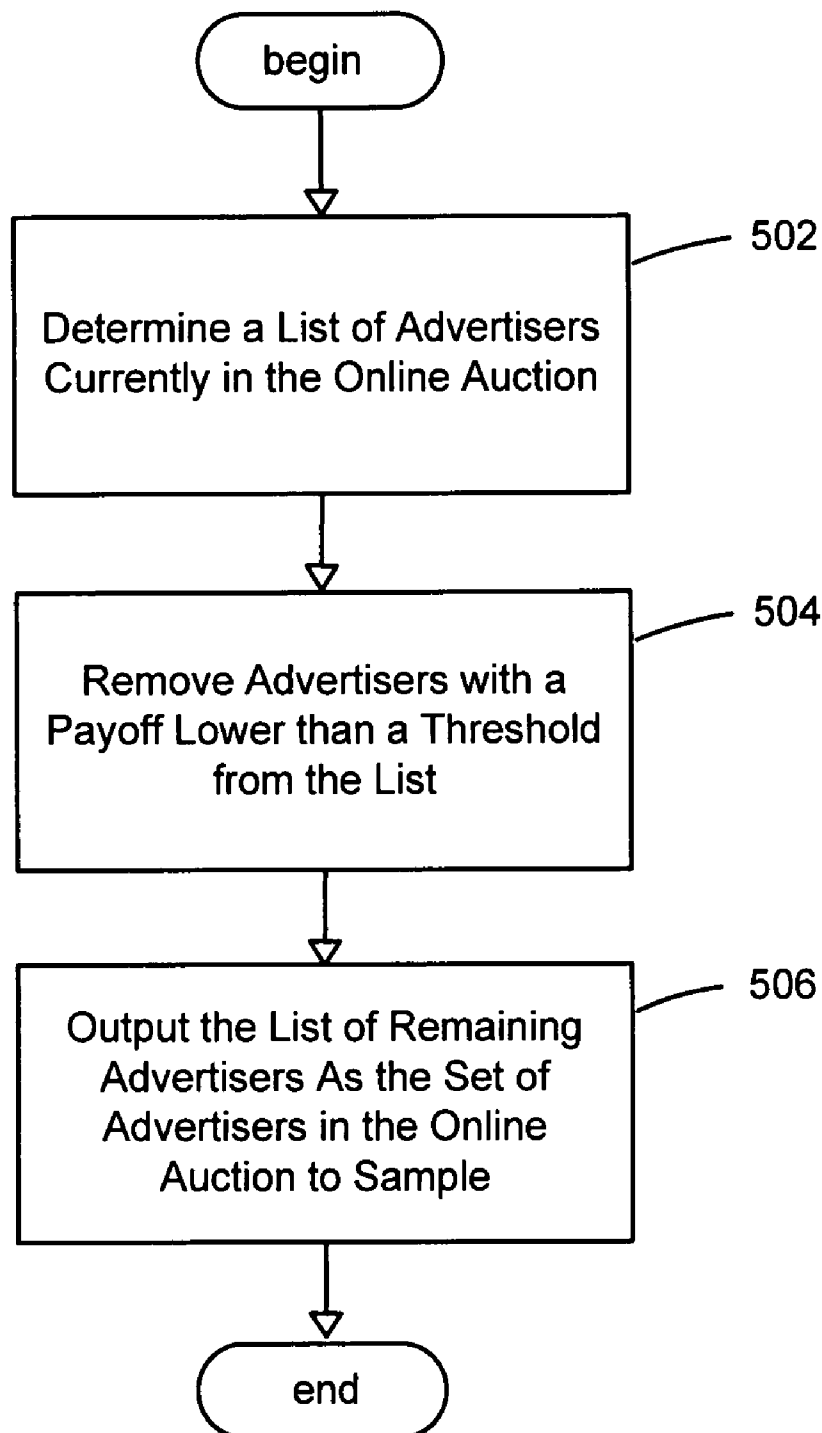 begin
502
Determine a List of Advertisers
Currently in the Online Auction
504
Remove Advertisers with a
Payoff Lower than a Threshold
from the List
506
Output the List of Remaining
Advertisers As the Set of
Advertisers in the Online
Auction to Sample
end